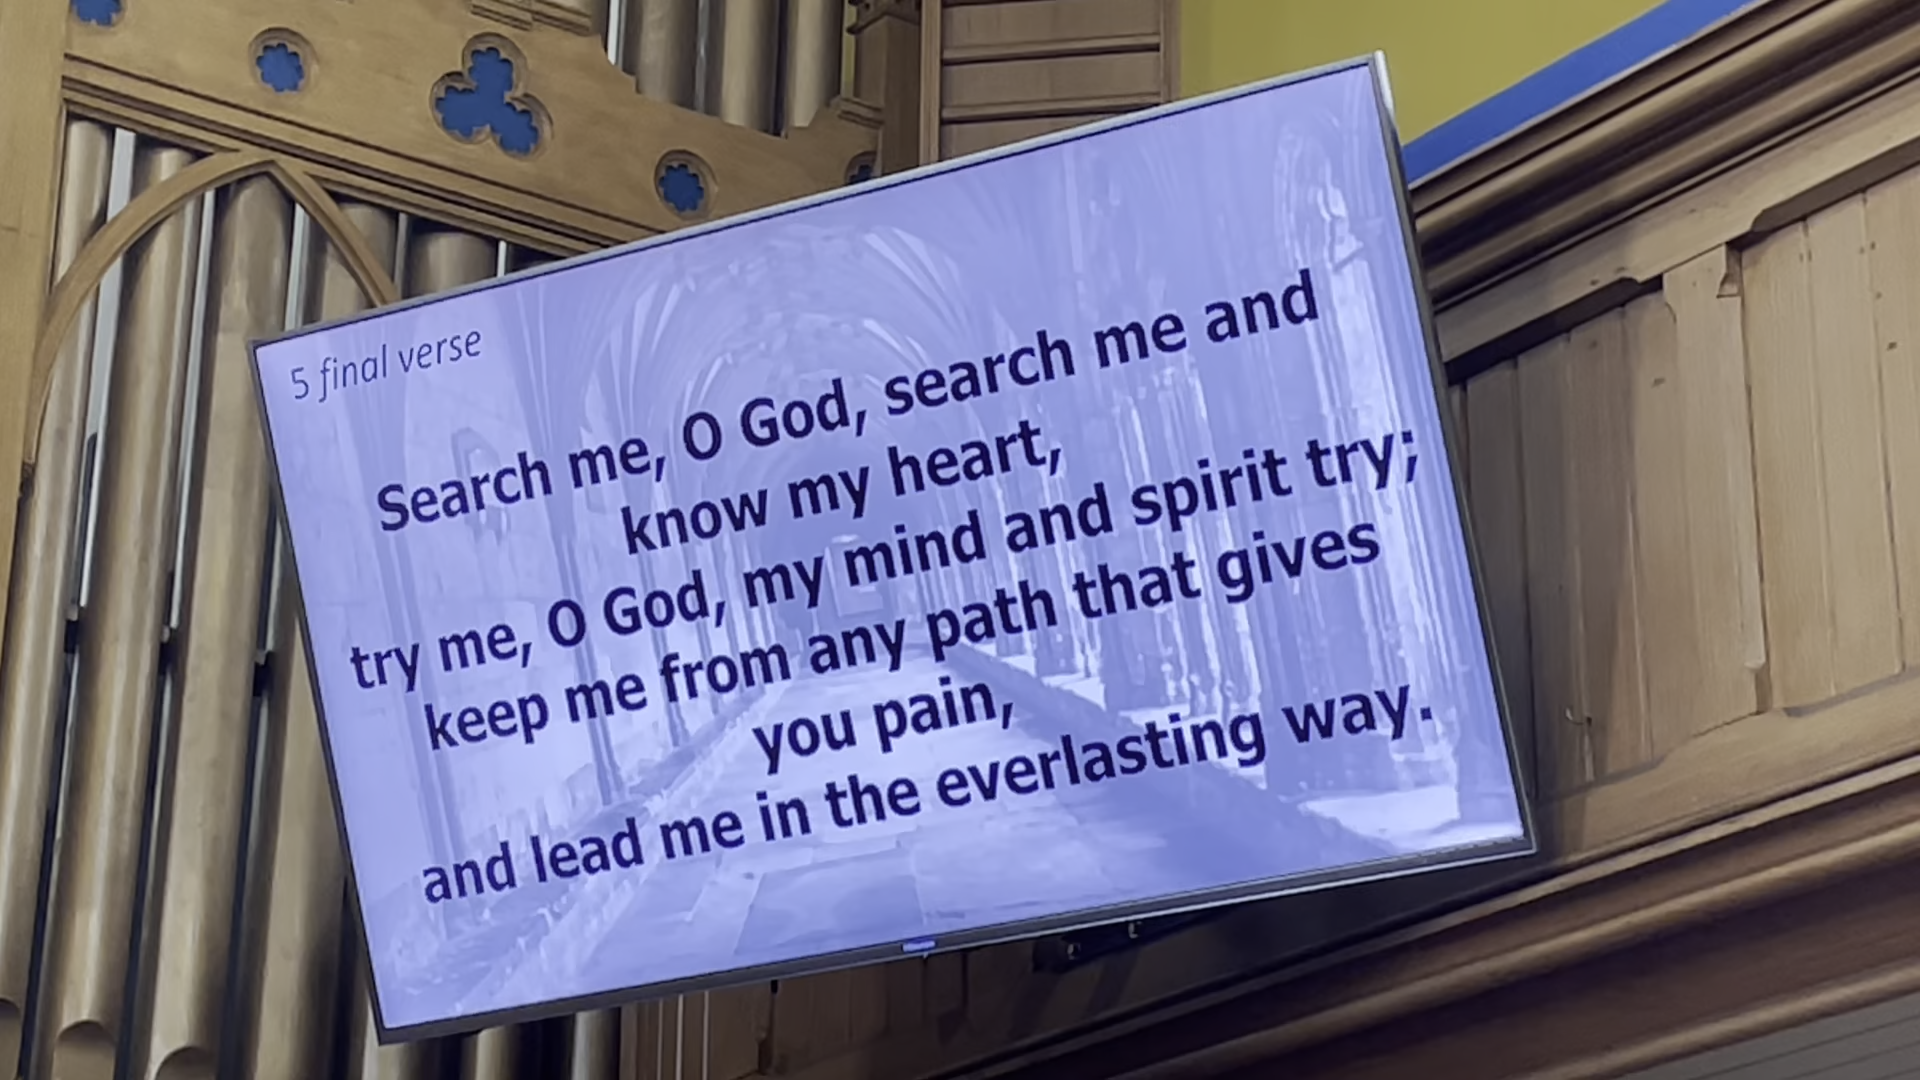 5 final verse
Search me, O God, search me and
know my heart,
try me, O God, my mind and spirit try;
keep me from any path that gives
you pain,
and lead me in the everlasting way.